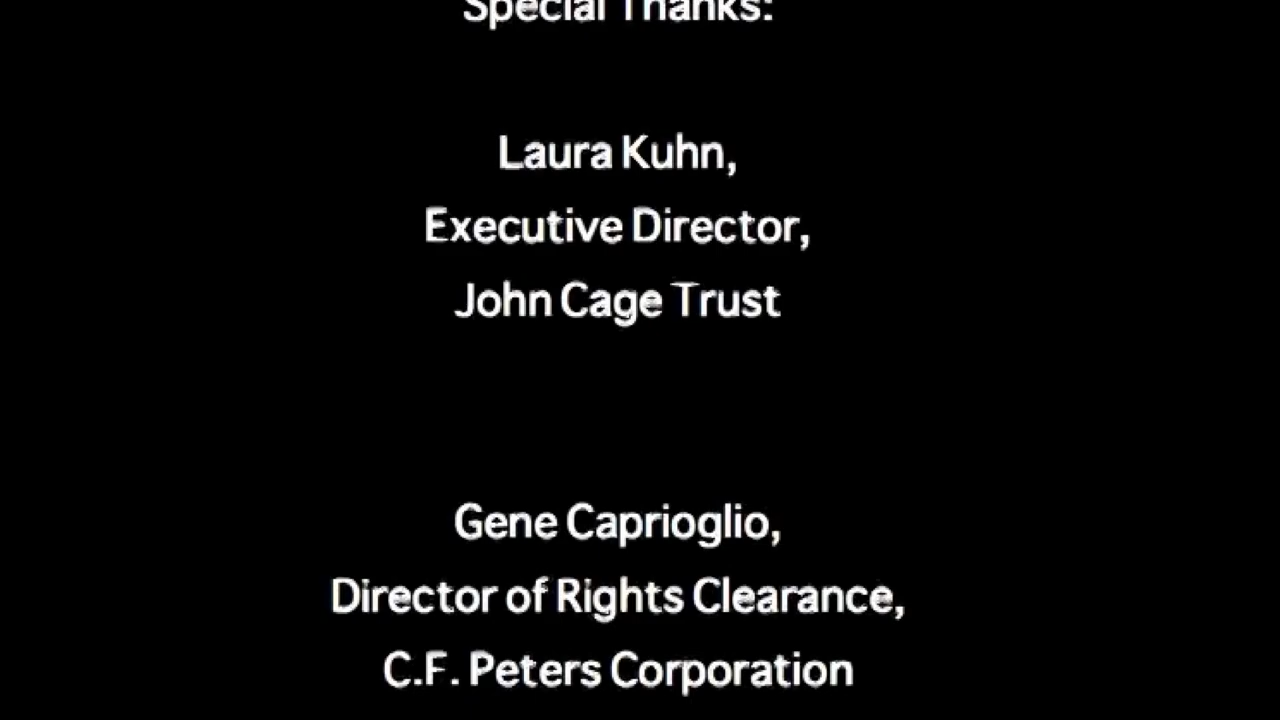 Special Thanks:
Laura Kuhn,
Executive Director,
John Cage Trust
Gene Caprioglio,
Director of Rights Clearance,
C.F. Peters Corporation